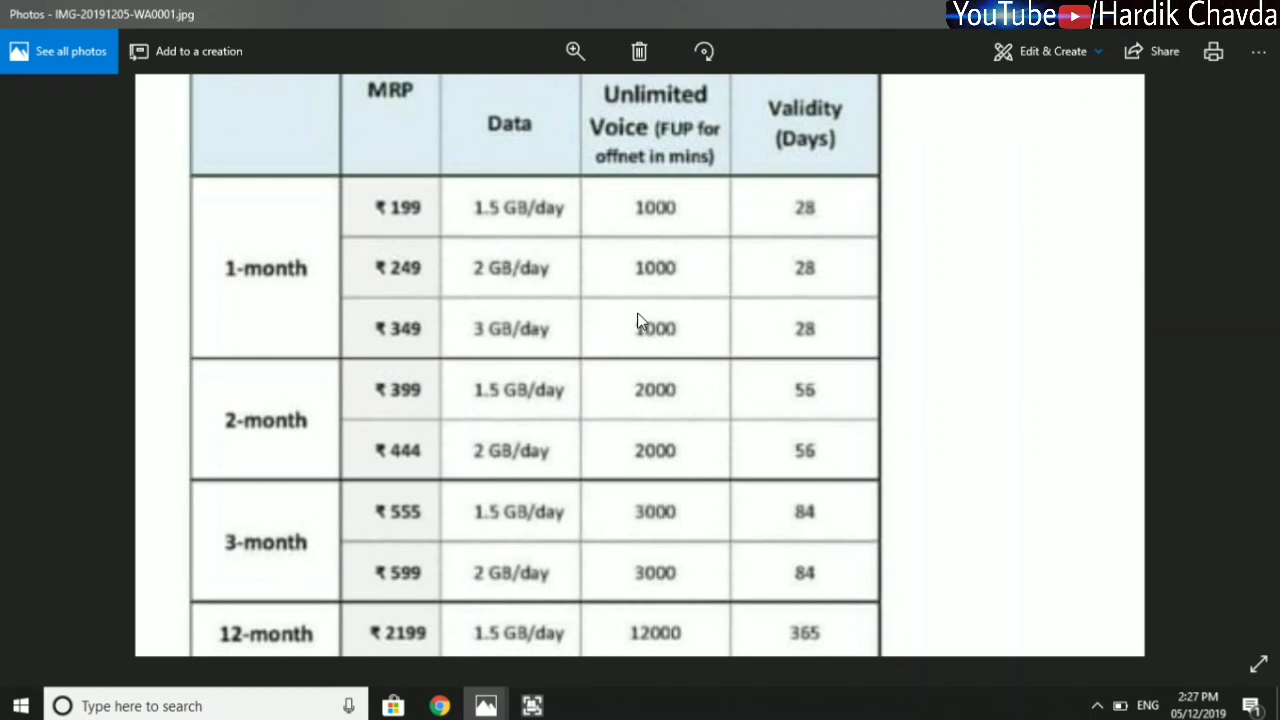 Photos - IMG-20191205-WA0001.jpg
YouTube /Hardik Chavda
See all photos
Add to a creation
Edit & Create
Share
MRP
Data
Unlimited
Voice (FUP for
offnet in mins)
Validity
(Days)
1-month
₹ 199 1.5 GB/day 1000 28
₹ 249 2 GB/day 1000 28
₹ 349 3 GB/day 1000 28
2-month
₹ 399 1.5 GB/day 2000 56
₹ 444 2 GB/day 2000 56
3-month
₹ 555 1.5 GB/day 3000 84
₹ 599 2 GB/day 3000 84
12-month ₹ 2199 1.5 GB/day 12000 365
Type here to search
ENG
2:27 PM
05/12/2019
1